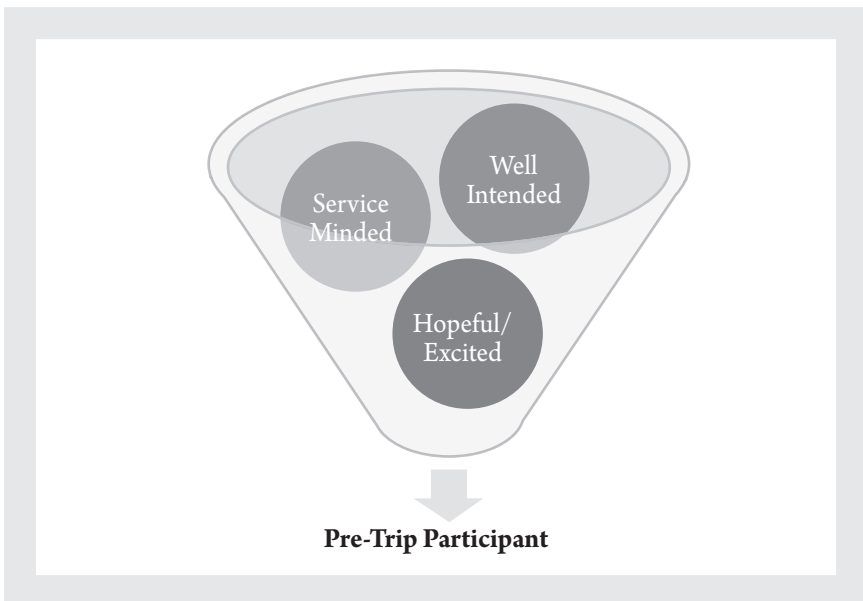 Well
Intended
Service
Minded
Hopeful/
Excited
Pre-Trip Participant